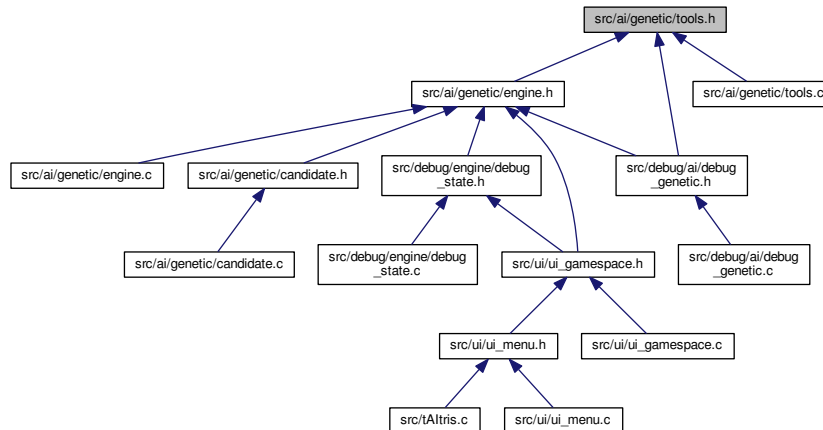 src/ai/genetic/tools.h
src/ai/genetic/engine.h
src/ai/genetic/tools.c
src/ai/genetic/engine.c
src/ai/genetic/candidate.h
src/debug/engine/debug
_state.h
src/debug/ai/debug
_genetic.h
src/ai/genetic/candidate.c
src/debug/engine/debug
_state.c
src/ui/ui_gamespace.h
src/debug/ai/debug
_genetic.c
src/ui/ui_menu.h
src/ui/ui_gamespace.c
src/tAItris.c
src/ui/ui_menu.c